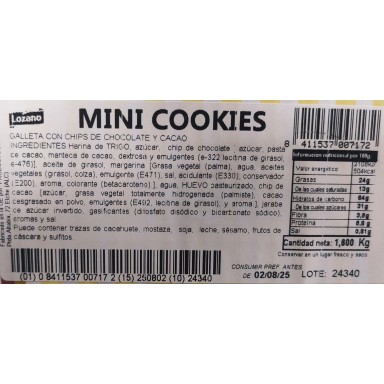 Lozano
MINI COOKIES
GALLETA CON CHIPS DE CHOCOLATE Y CACAO
INGREDIENTES Harina de TRIGO, azúcar, chip de chocolate ( azúcar, pasta
de cacao, manteca de cacao, dextrosa y emulgentes (e-322 lecitina de girasol,
e-476)], aceite de girasol, margarina [Grasa vegetal (palma), agua, aceites
vegetales (girasol, colza), emulgente (E471), sal, acidulante (E330), conservador
(E200), aroma, colorante (betacaroteno)], agua, HUEVO pasteurizado, chip
de chocolate [azúcar, grasa vegetal totalmente hidrogenada (palmiste), cacao
desgrasado en polvo, emulgentes (E492, lecitina de girasol), y aroma], jarabe
de azúcar invertido, gasificantes (difosfato disódico y bicarbonato sódico),
aromas y sal
Puede contener trazas de cacahuete, mostaza, soja, leche, sésamo, frutos de
cáscara y sulfitos
(01) 0 8411537 00717 2 (15) 250802 (10) 24340
8 411537 007172
Información nutricional por 100g
Valor energético 504kcal
Grasas 24g
De las cuales saturadas 13g
Hidratos de carbono 64g
De los cuales azúcares 31g
Fibra 3,8g
Proteína
Sal 0,81g
Cantidad neta: 1,600 Kg
Conservar en un lugar fresco y seco
CONSUMIR PREF. ANTES
DE 02/08/25 LOTE: 24340